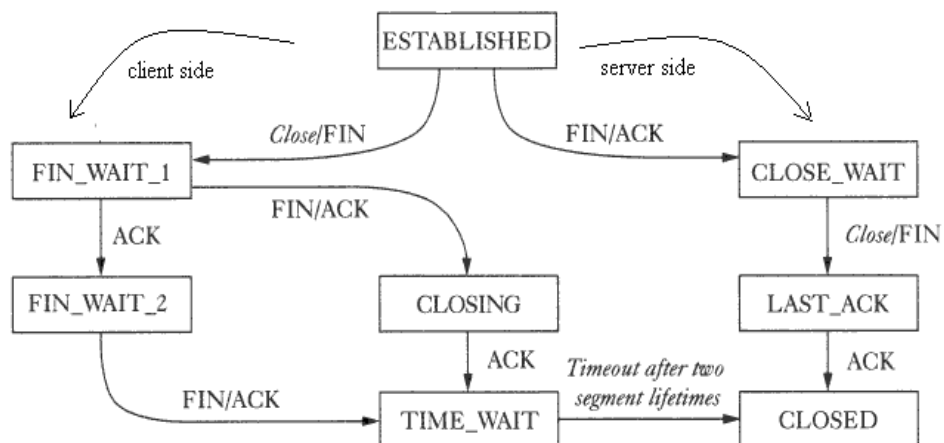 ESTABLISHED
client side
server side
Close/FIN
FIN/ACK
FIN_WAIT_1
CLOSE_WAIT
FIN/ACK
ACK
Close/FIN
FIN_WAIT_2
CLOSING
LAST_ACK
ACK
Timeout after two
segment lifetimes
ACK
FIN/ACK
TIME_WAIT
CLOSED